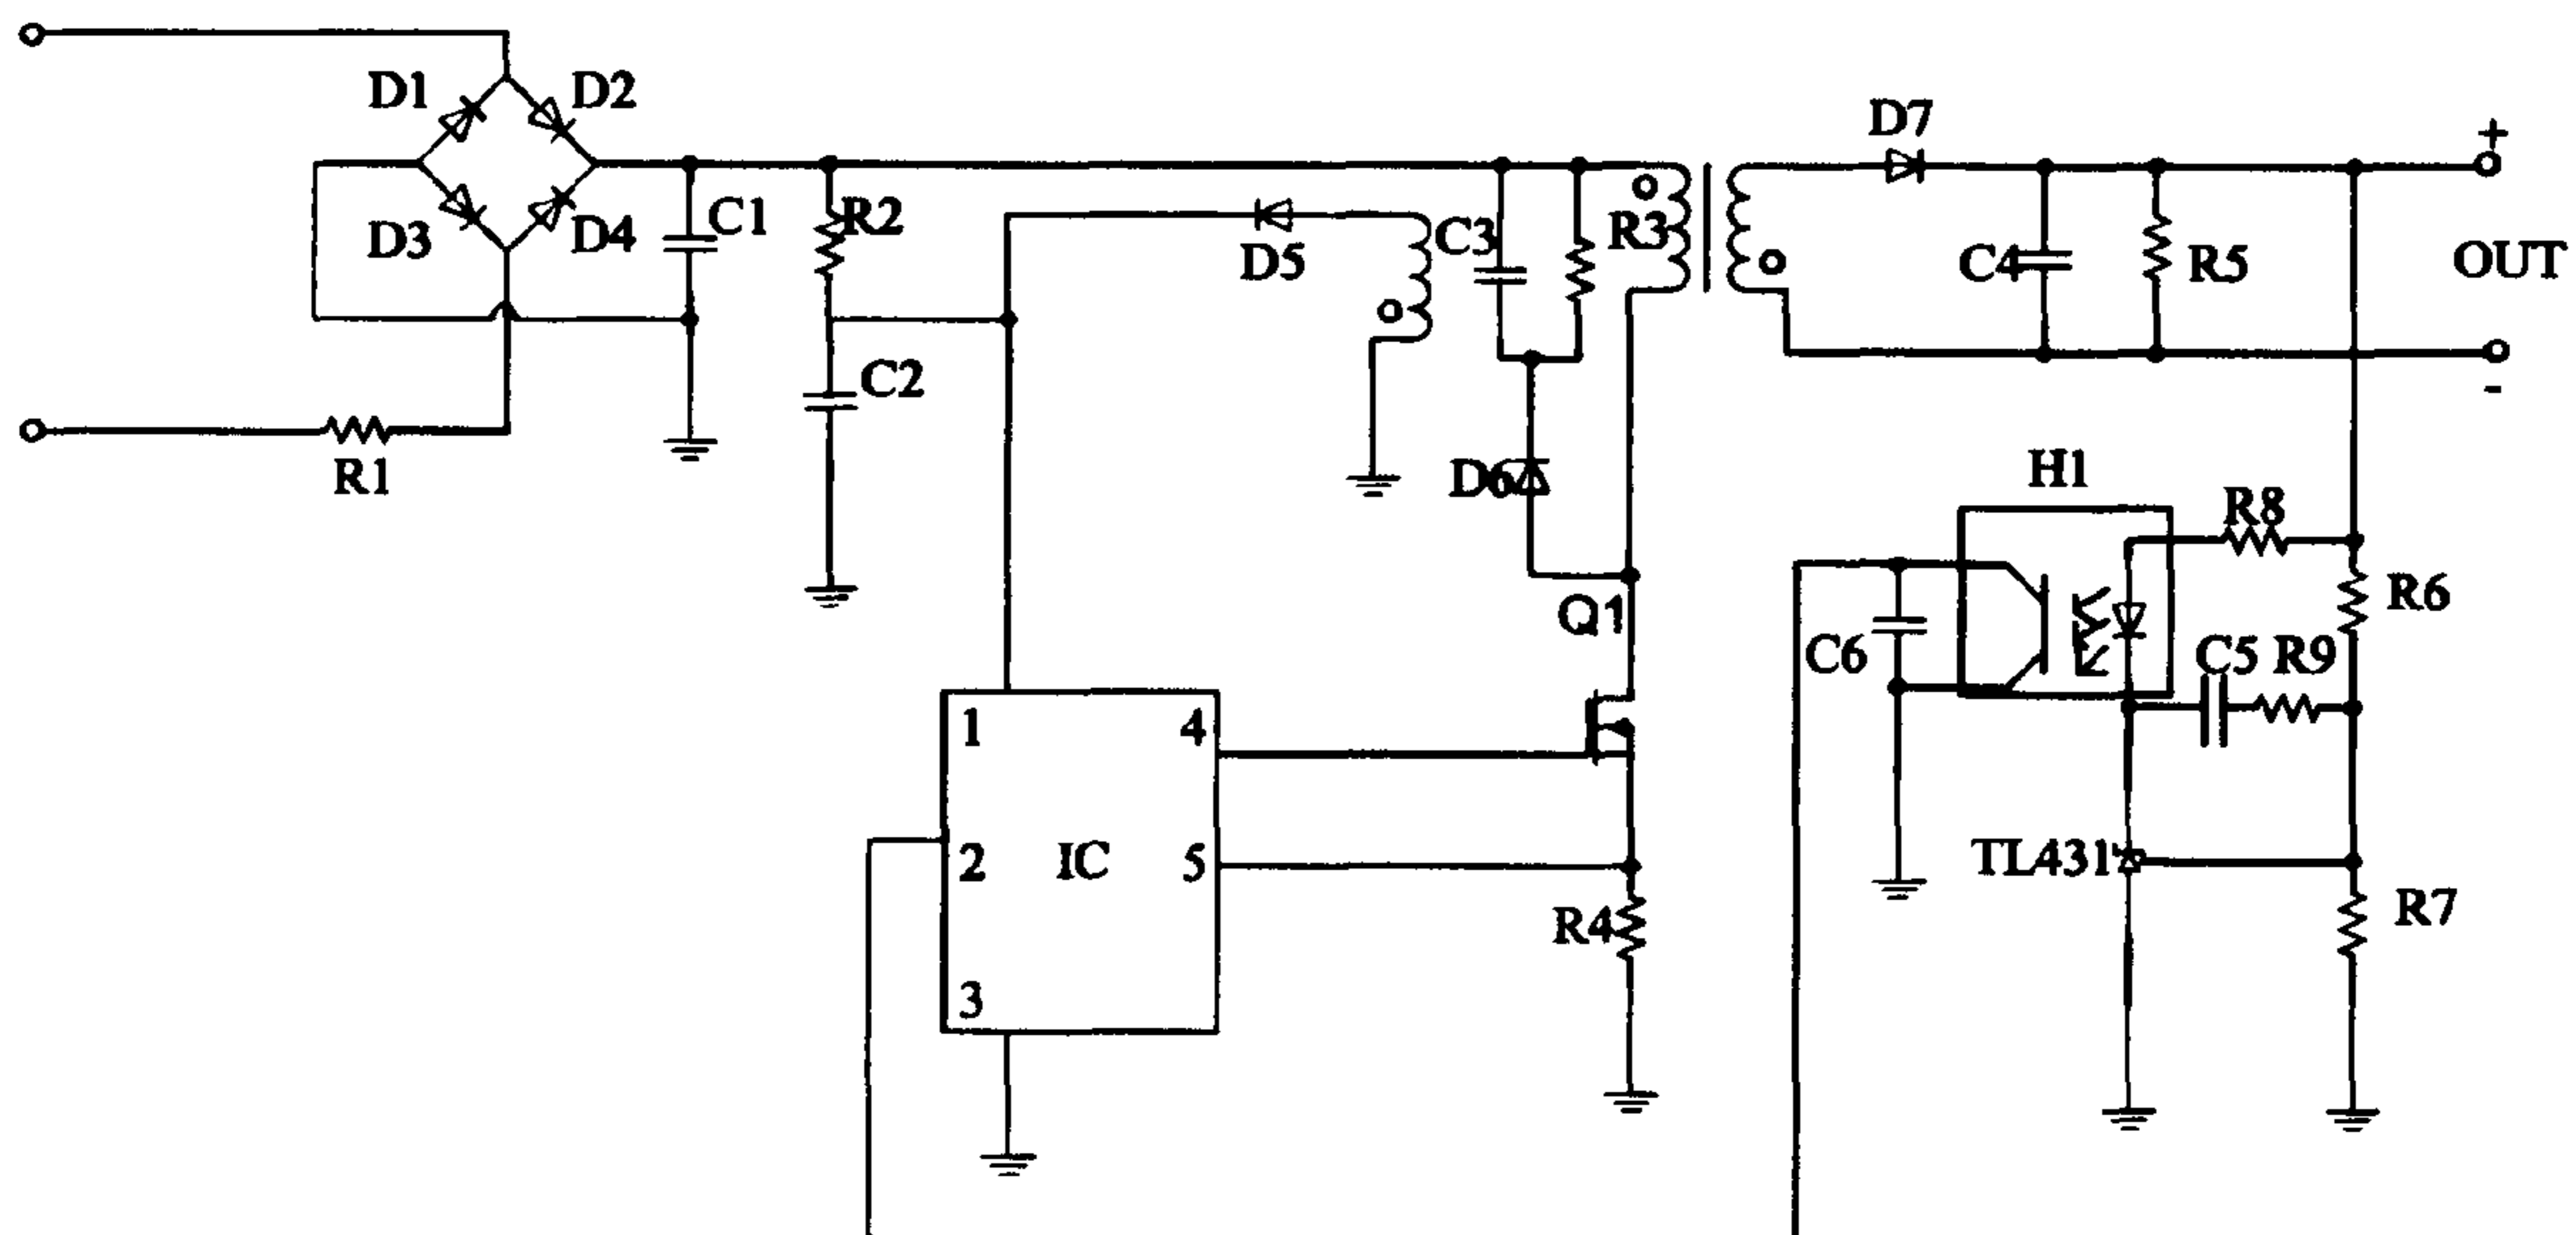 D1
D2
D3
D4
R1
C1
R2
C2
D5
C3
R3
D6
Q1
D7
C4
R5
+
OUT
-
H1
R8
R6
C6
C5
R9
TL431
R7
1
4
2
IC
5
3
R4